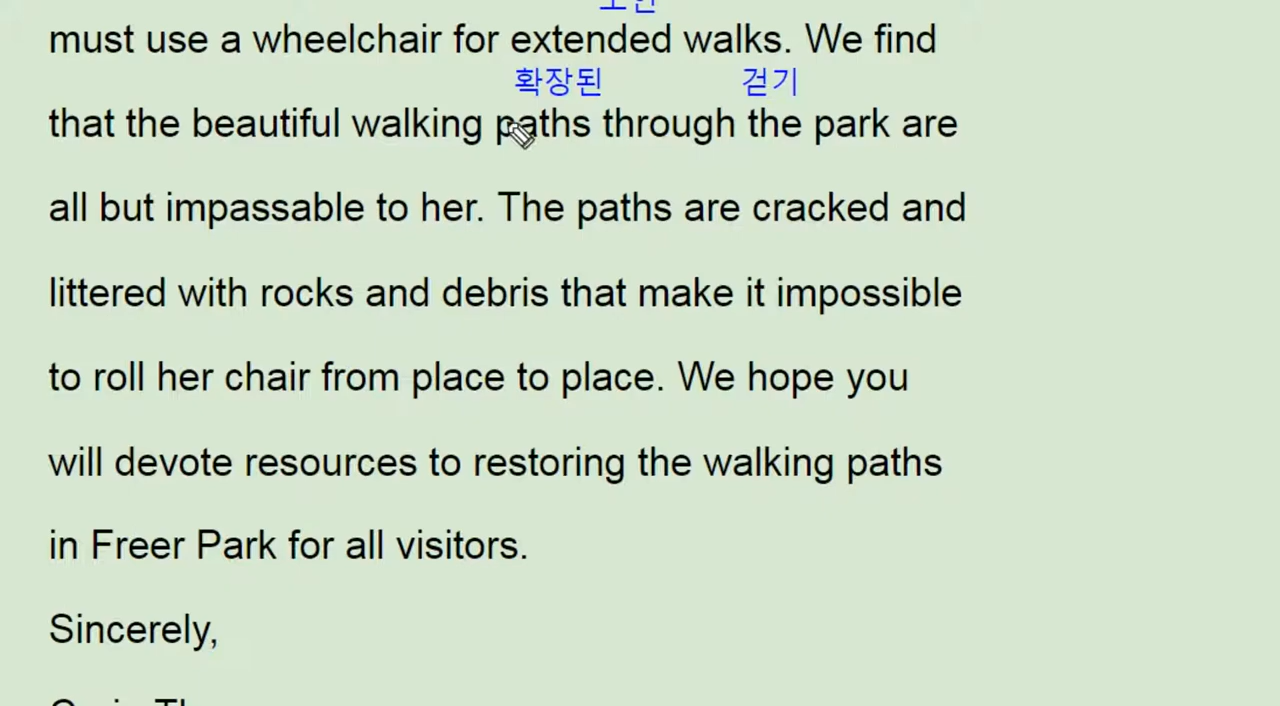 must use a wheelchair for extended walks. We find
확장된 걷기
that the beautiful walking paths through the park are
all but impassable to her. The paths are cracked and
littered with rocks and debris that make it impossible
to roll her chair from place to place. We hope you
will devote resources to restoring the walking paths
in Freer Park for all visitors.
Sincerely,